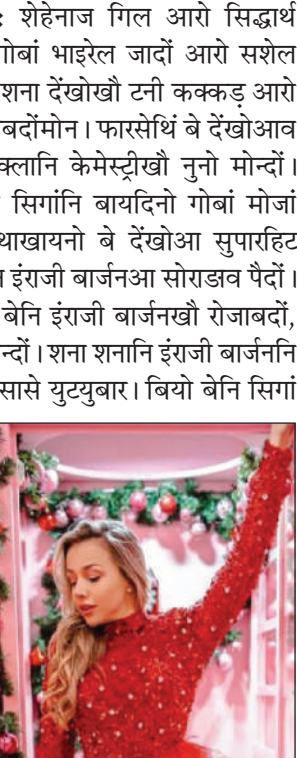 शेहेनाज गिल आरो सिद्धार्थ
गोबां भाइरेल जादों आरो सशेल
शना देंखोखौ टनी कक्कड़ आरो
बदोंमोन। फारसेथिं बे देंखोआव
क्लानि केमेस्ट्रीखौ नुनो मोन्दों।
सिगांनि बायदिनो गोबां मोजां
थाखायनो बे देंखोआ सुपारहिट
इंराजी बार्जनआ सोराङाव पैदों।
बेनि इंराजी बार्जनखौ रोजाबदों,
न्दों। शना शनानि इंराजी बार्जननि
सासे युटयुबार। बियो बेनि सिगां